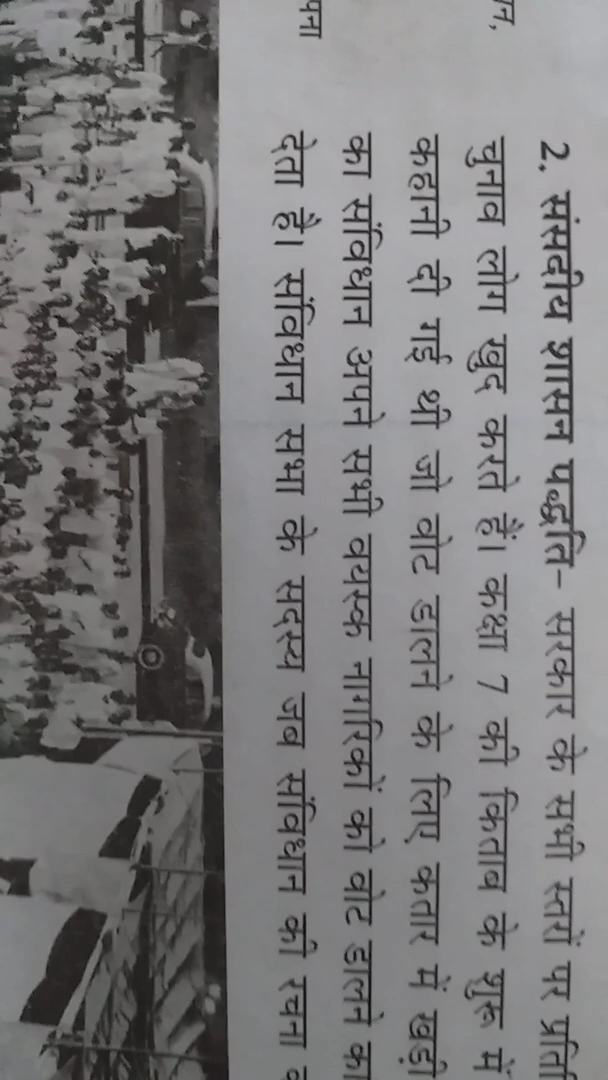 2. संसदीय शासन पद्धति- सरकार के सभी स्तरों पर
चुनाव लोग खुद करते हैं। कक्षा 7 की किताब के शुरू में
कहानी दी गई थी जो वोट डालने के लिए कतार में खड़ी
का संविधान अपने सभी वयस्क नागरिकों को वोट डालने का
देता है। संविधान सभा के सदस्य जब संविधान की रचना